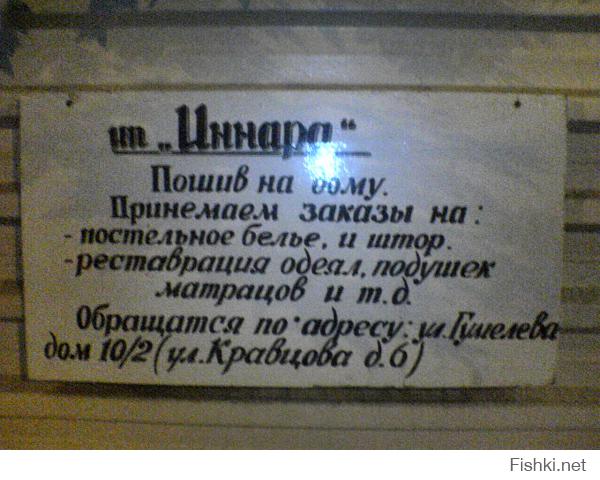 ип „Иннара“
Пошив на дому.
Принемаем заказы на:
- постельное белье, и штор.
- реставрация одеял, подушек
матрацов и т.д.
Обращатся по адресу: ул.Гушелева
дом 10/2 (ул.Кравцова д.6)
Fishki.net